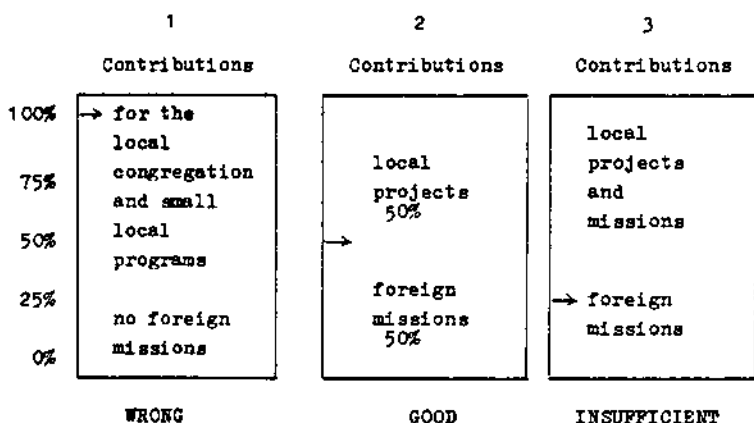 1 2 3
Contributions Contributions Contributions
100%
75%
50%
25%
0%
→ for the
local
congregation
and small
local
programs
no foreign
missions
local
projects
50%
→
foreign
missions
50%
local
projects
and
missions
→ foreign
missions
WRONG GOOD INSUFFICIENT